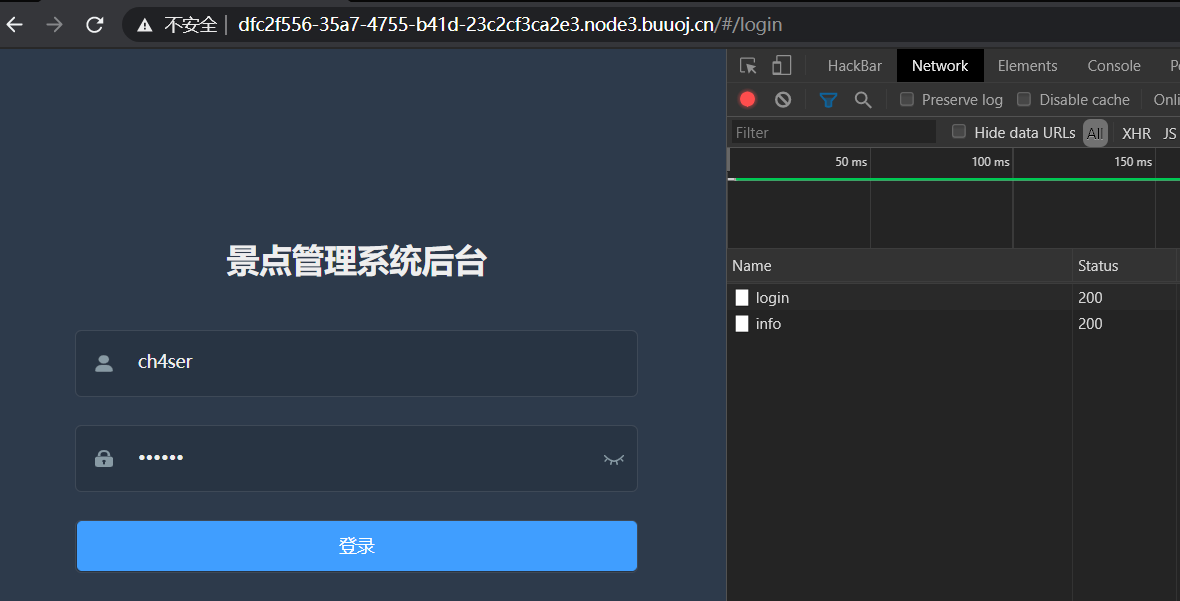 不安全 | dfc2f556-35a7-4755-b41d-23c2cf3ca2e3.node3.buuoj.cn/#/login
HackBar Network Elements Console
Preserve log Disable cache Onli
Filter Hide data URLs All XHR JS
50 ms 100 ms 150 ms
Name Status
login 200
info 200
景点管理系统后台
ch4ser
••••••
登录